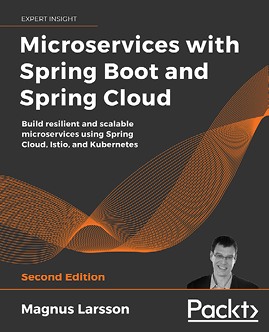 EXPERT INSIGHT
Microservices with
Spring Boot and
Spring Cloud
Build resilient and scalable
microservices using Spring
Cloud, Istio, and Kubernetes
Second Edition
Magnus Larsson
Packt>